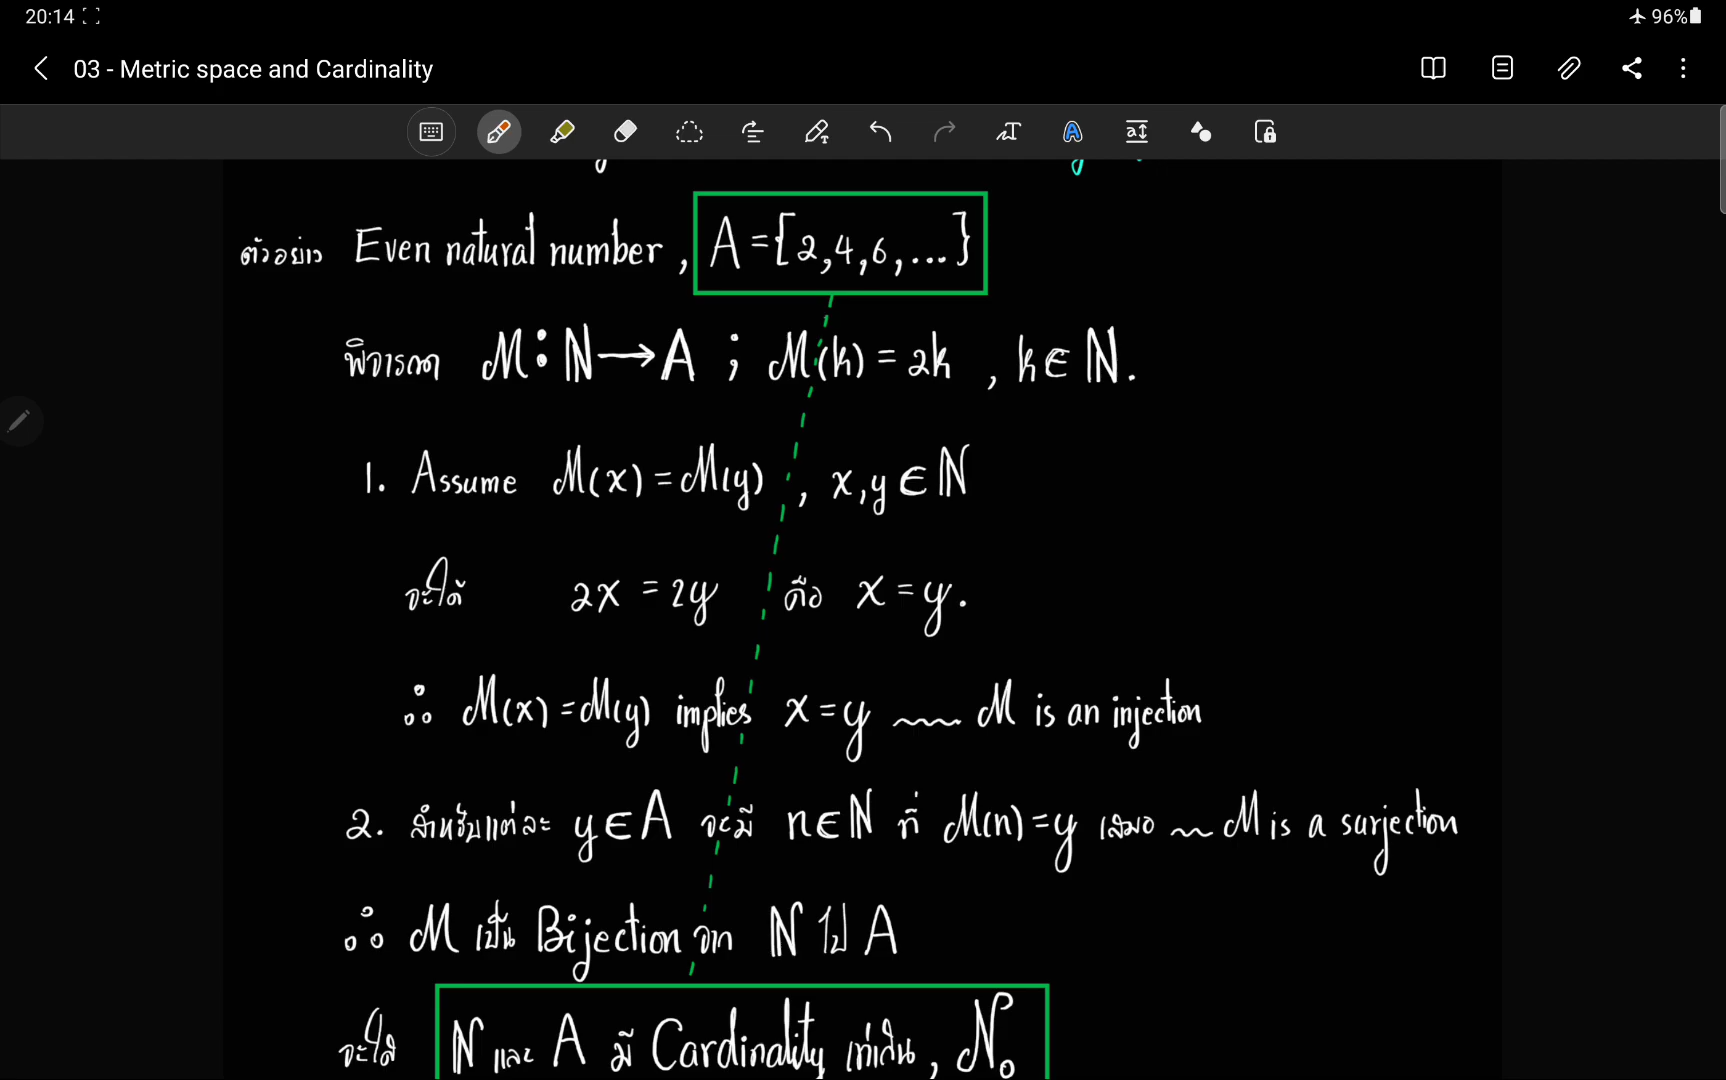 20:14
96%
03 - Metric space and Cardinality
ตัวอย่าง Even natural number , A = {2,4,6,...}
พิจารณา M : ℕ → A ; M(k) = 2k , k ∈ ℕ.
1. Assume M(x) = M(y) , x,y ∈ ℕ
จะได้ 2x = 2y คือ x = y.
∴ M(x) = M(y) implies x = y ~~~ M is an injection
2. สำหรับแต่ละ y ∈ A จะมี n ∈ ℕ ที่ M(n) = y เสมอ ~~ M is a surjection
∴ M เป็น Bijection จาก ℕ ไป A
จะได้ ℕ และ A มี Cardinality เท่ากัน , ℵ₀